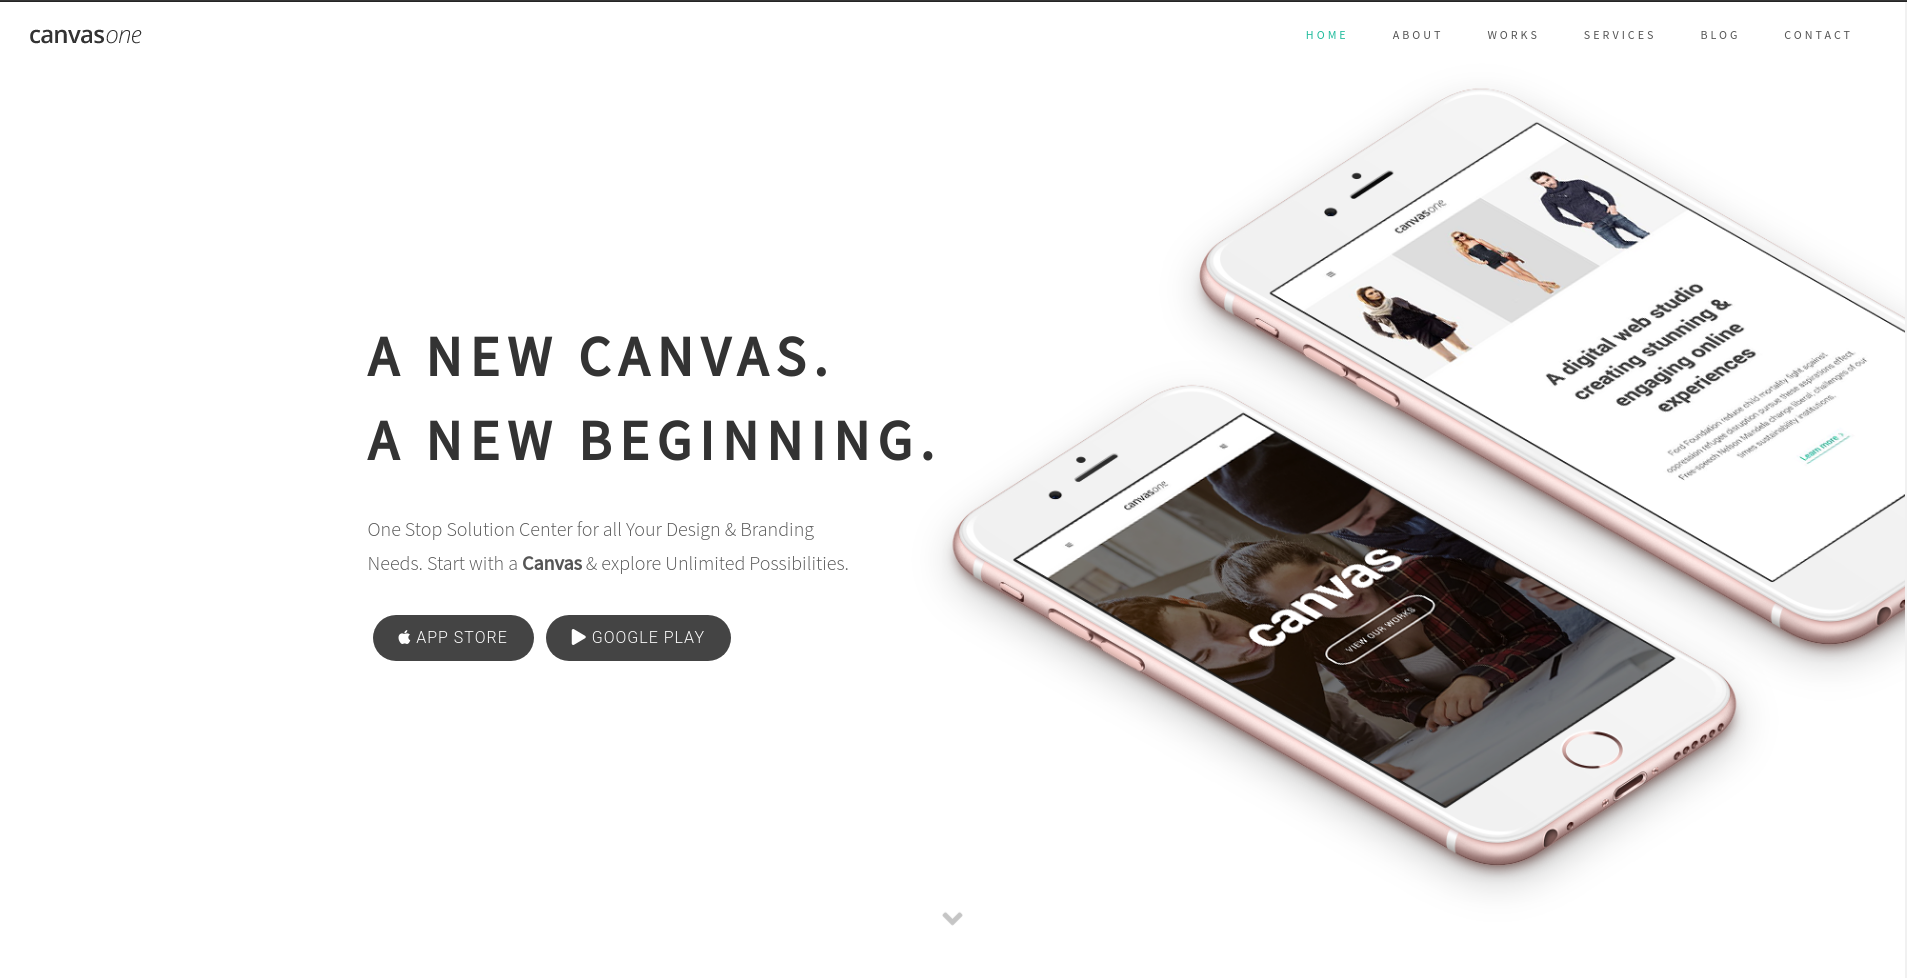 canvasone
HOME ABOUT WORKS SERVICES BLOG CONTACT
A NEW CANVAS.
A NEW BEGINNING.
One Stop Solution Center for all Your Design & Branding
Needs. Start with a Canvas & explore Unlimited Possibilities.
APP STORE GOOGLE PLAY
canvasone
A digital web studio
creating stunning &
engaging online
experiences
Ford Foundation reduce child mortality fight against
oppression refugee disruption pursue these aspirations effect.
Free-speech Nelson Mandela change liberal, challenges of our
times sustainability institutions.
Learn more >
canvasone
canvas
VIEW OUR WORKS